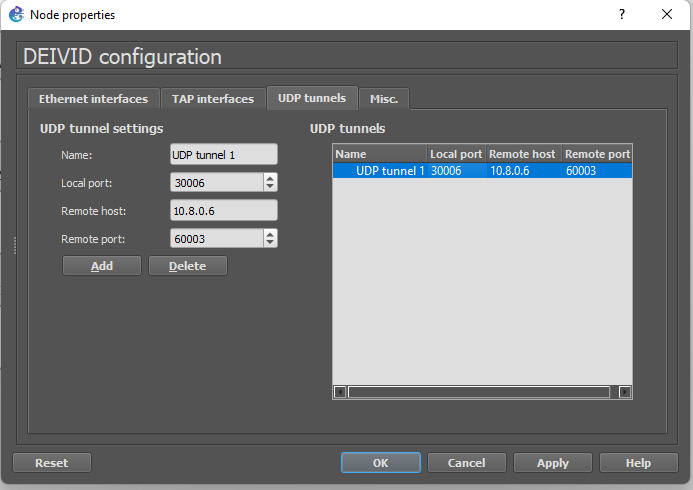 Node properties
?
DEIVID configuration
Ethernet interfaces TAP interfaces UDP tunnels Misc.
UDP tunnel settings
Name: UDP tunnel 1
Local port: 30006
Remote host: 10.8.0.6
Remote port: 60003
Add Delete
UDP tunnels
Name Local port Remote host Remote port
UDP tunnel 1 30006 10.8.0.6 60003
Reset OK Cancel Apply Help